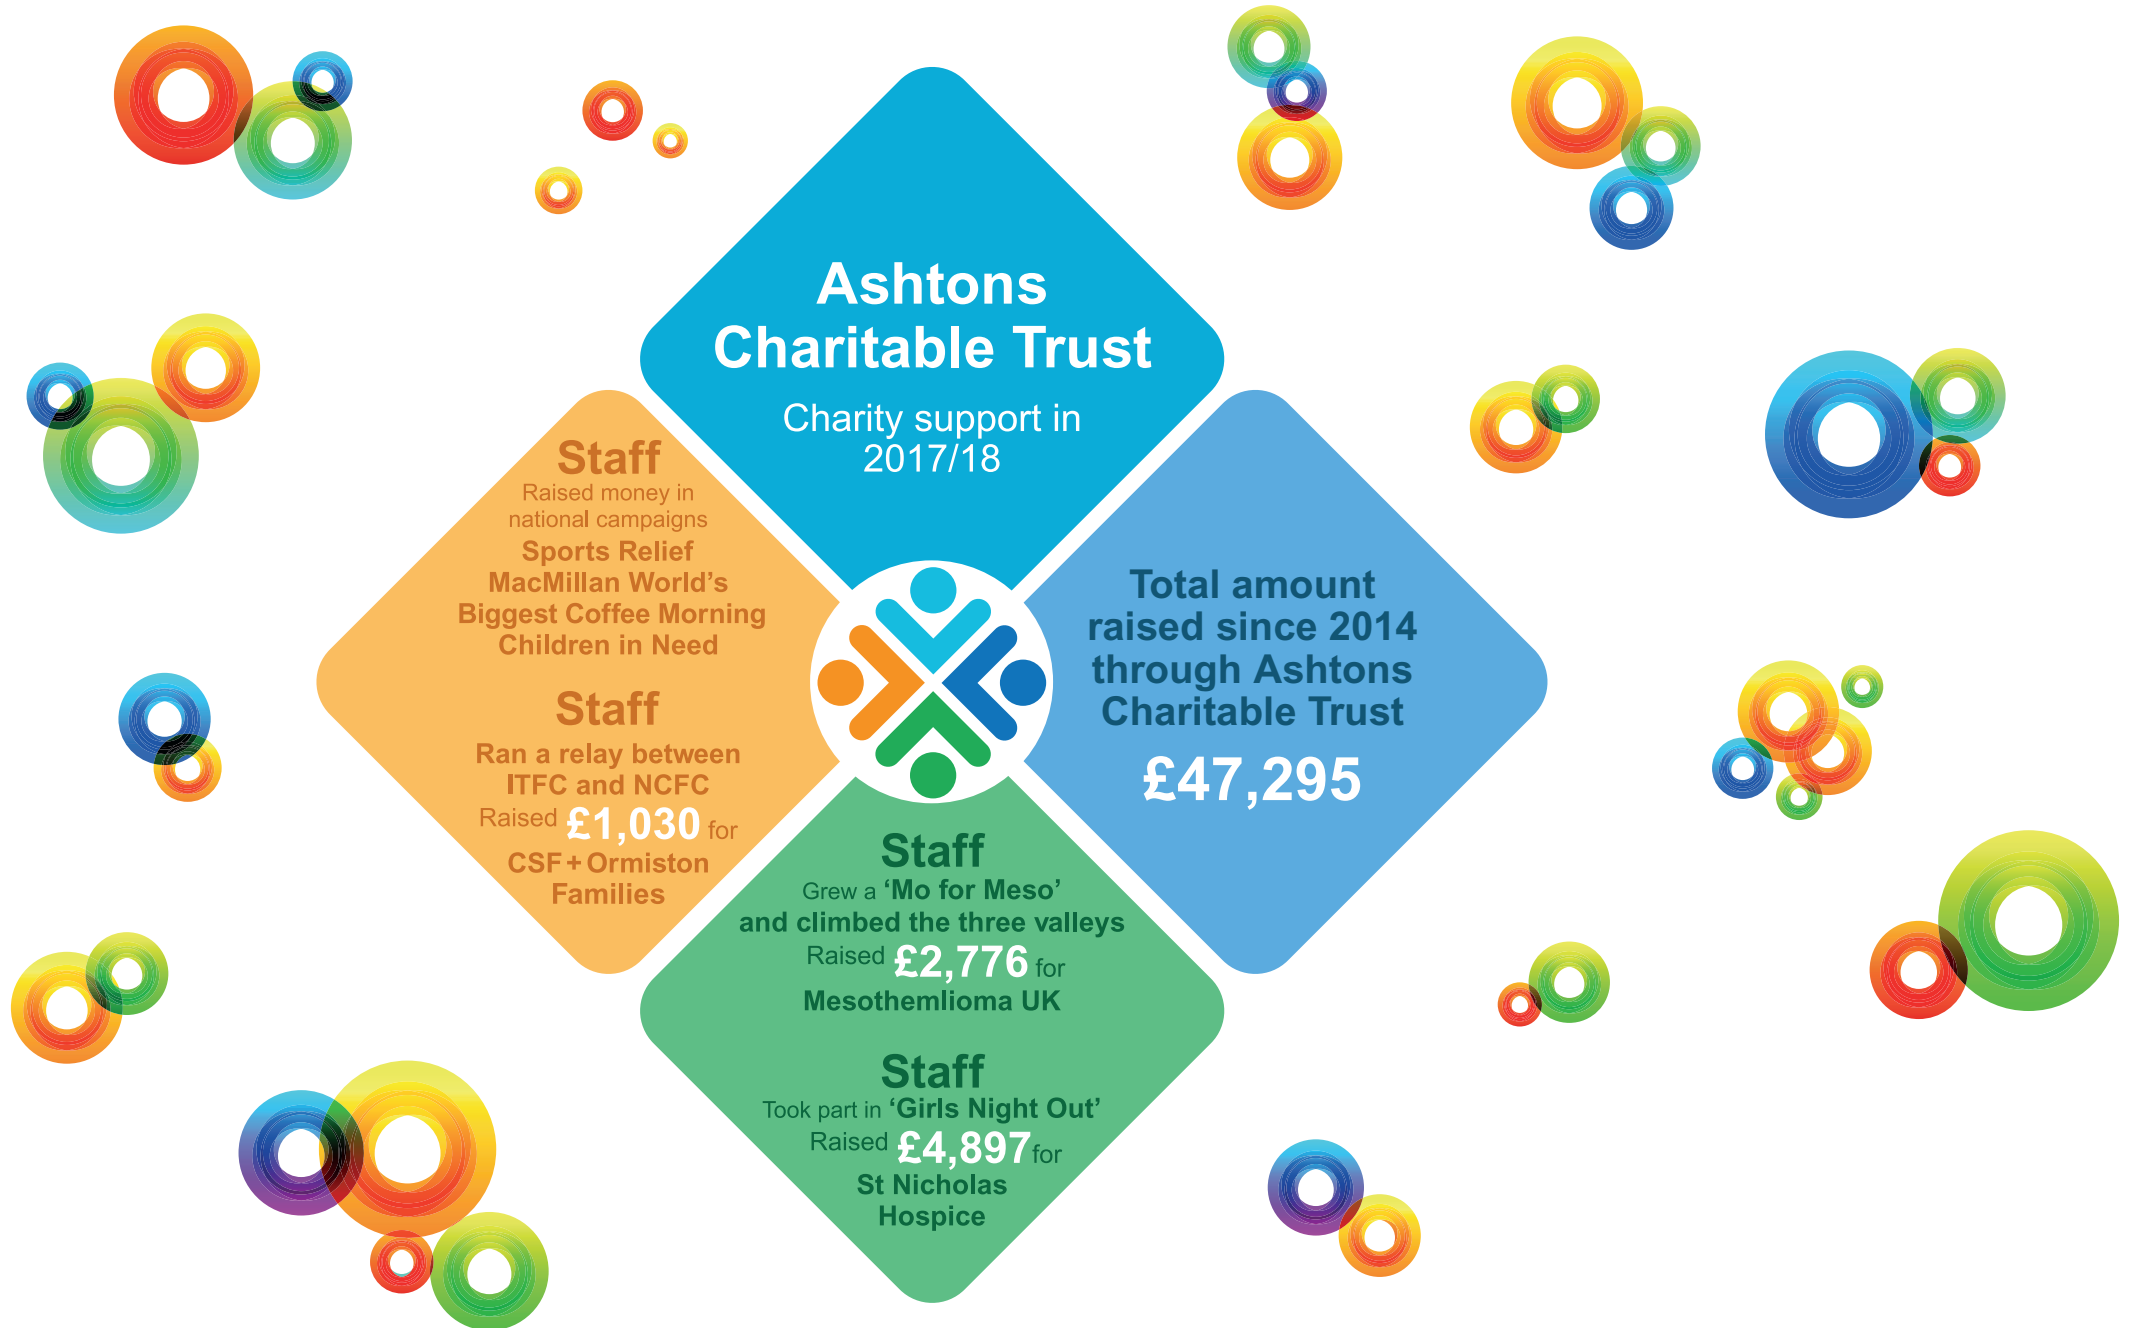 Ashtons
Charitable Trust
Charity support in
2017/18
Staff
Raised money in
national campaigns
Sports Relief
MacMillan World's
Biggest Coffee Morning
Children in Need
Staff
Ran a relay between
ITFC and NCFC
Raised £1,030 for
CSF + Ormiston
Families
Total amount
raised since 2014
through Ashtons
Charitable Trust
£47,295
Staff
Grew a ‘Mo for Meso’
and climbed the three valleys
Raised £2,776 for
Mesothemlioma UK
Staff
Took part in ‘Girls Night Out’
Raised £4,897 for
St Nicholas
Hospice